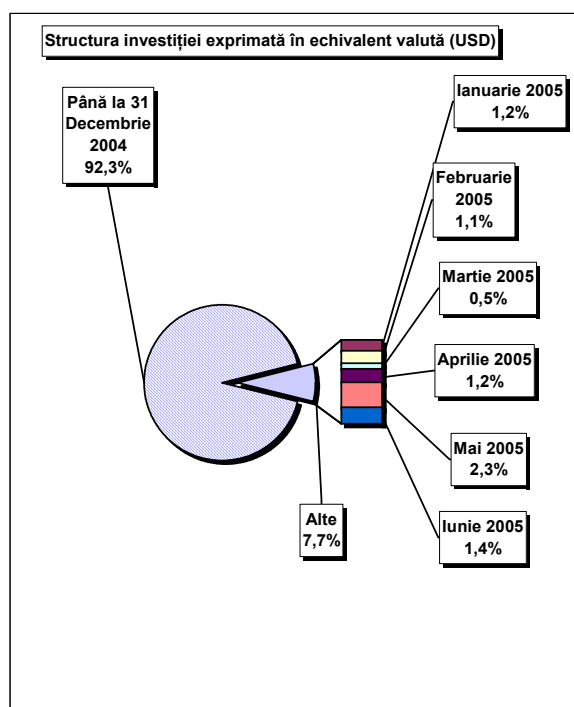 Structura investiției exprimată în echivalent valută (USD)
Până la 31
Decembrie
2004
92,3%
Ianuarie 2005
1,2%
Februarie
2005
1,1%
Martie 2005
0,5%
Aprilie 2005
1,2%
Mai 2005
2,3%
Iunie 2005
1,4%
Alte
7,7%